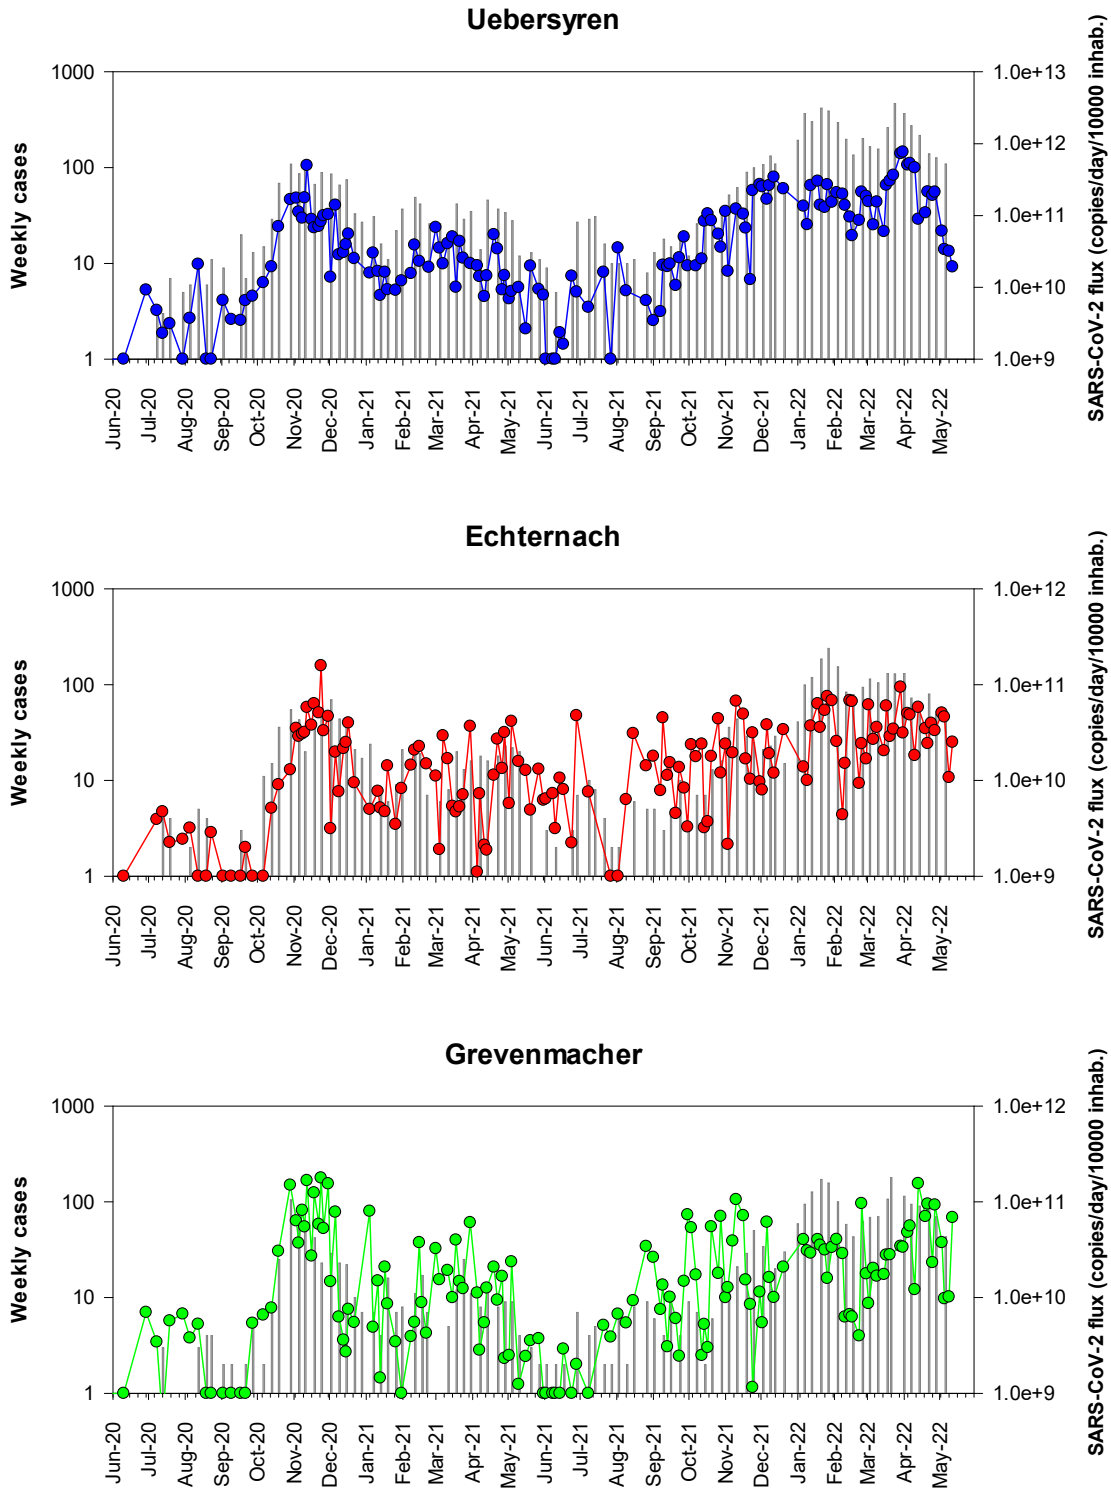 Uebersyren
Weekly cases
1000
100
10
1
1.0e+13
1.0e+12
1.0e+11
1.0e+10
1.0e+9
SARS-CoV-2 flux (copies/day/10000 inhab.)
Jun-20
Jul-20
Aug-20
Sep-20
Oct-20
Nov-20
Dec-20
Jan-21
Feb-21
Mar-21
Apr-21
May-21
Jun-21
Jul-21
Aug-21
Sep-21
Oct-21
Nov-21
Dec-21
Jan-22
Feb-22
Mar-22
Apr-22
May-22
Echternach
Weekly cases
1000
100
10
1
1.0e+12
1.0e+11
1.0e+10
1.0e+9
SARS-CoV-2 flux (copies/day/10000 inhab.)
Jun-20
Jul-20
Aug-20
Sep-20
Oct-20
Nov-20
Dec-20
Jan-21
Feb-21
Mar-21
Apr-21
May-21
Jun-21
Jul-21
Aug-21
Sep-21
Oct-21
Nov-21
Dec-21
Jan-22
Feb-22
Mar-22
Apr-22
May-22
Grevenmacher
Weekly cases
1000
100
10
1
1.0e+12
1.0e+11
1.0e+10
1.0e+9
SARS-CoV-2 flux (copies/day/10000 inhab.)
Jun-20
Jul-20
Aug-20
Sep-20
Oct-20
Nov-20
Dec-20
Jan-21
Feb-21
Mar-21
Apr-21
May-21
Jun-21
Jul-21
Aug-21
Sep-21
Oct-21
Nov-21
Dec-21
Jan-22
Feb-22
Mar-22
Apr-22
May-22